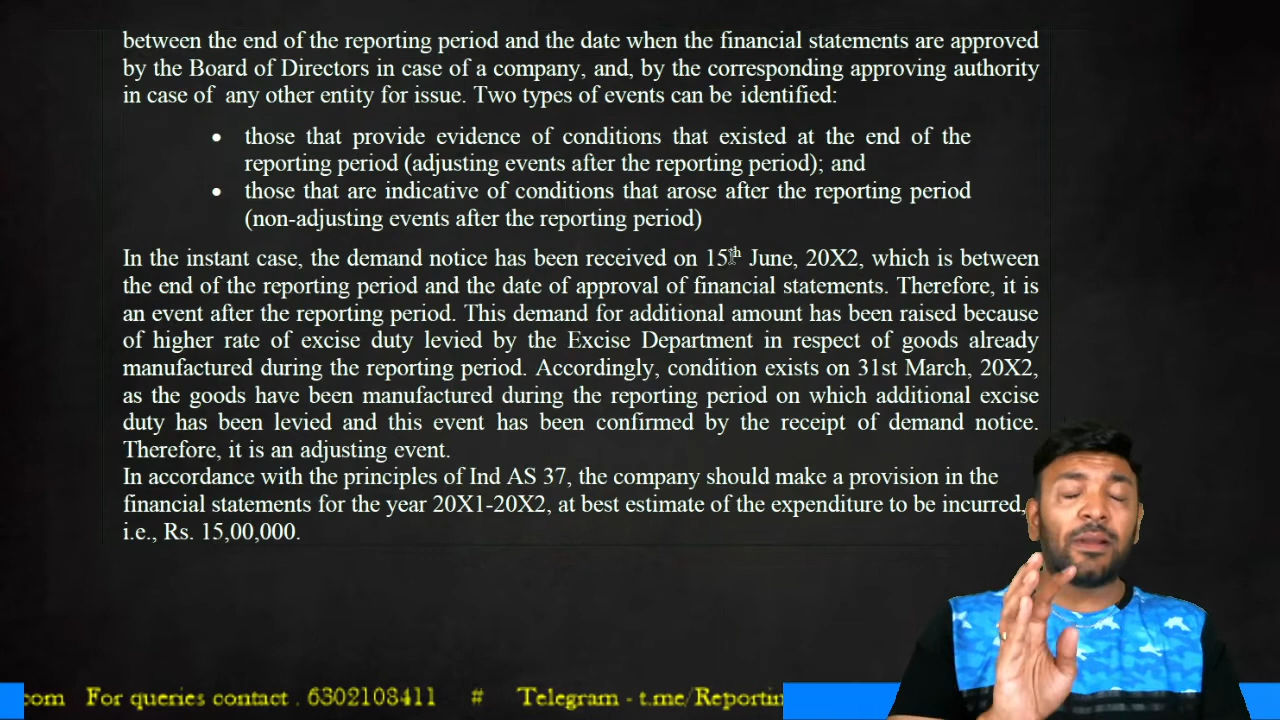 between the end of the reporting period and the date when the financial statements are approved
by the Board of Directors in case of a company, and, by the corresponding approving authority
in case of any other entity for issue. Two types of events can be identified:
• those that provide evidence of conditions that existed at the end of the
reporting period (adjusting events after the reporting period); and
• those that are indicative of conditions that arose after the reporting period
(non-adjusting events after the reporting period)
In the instant case, the demand notice has been received on 15th June, 20X2, which is between
the end of the reporting period and the date of approval of financial statements. Therefore, it is
an event after the reporting period. This demand for additional amount has been raised because
of higher rate of excise duty levied by the Excise Department in respect of goods already
manufactured during the reporting period. Accordingly, condition exists on 31st March, 20X2,
as the goods have been manufactured during the reporting period on which additional excise
duty has been levied and this event has been confirmed by the receipt of demand notice.
Therefore, it is an adjusting event.
In accordance with the principles of Ind AS 37, the company should make a provision in the
financial statements for the year 20X1-20X2, at best estimate of the expenditure to be incurred,
i.e., Rs. 15,00,000.
com For queries contact . 6302108411 # Telegram - t.me/Reportin